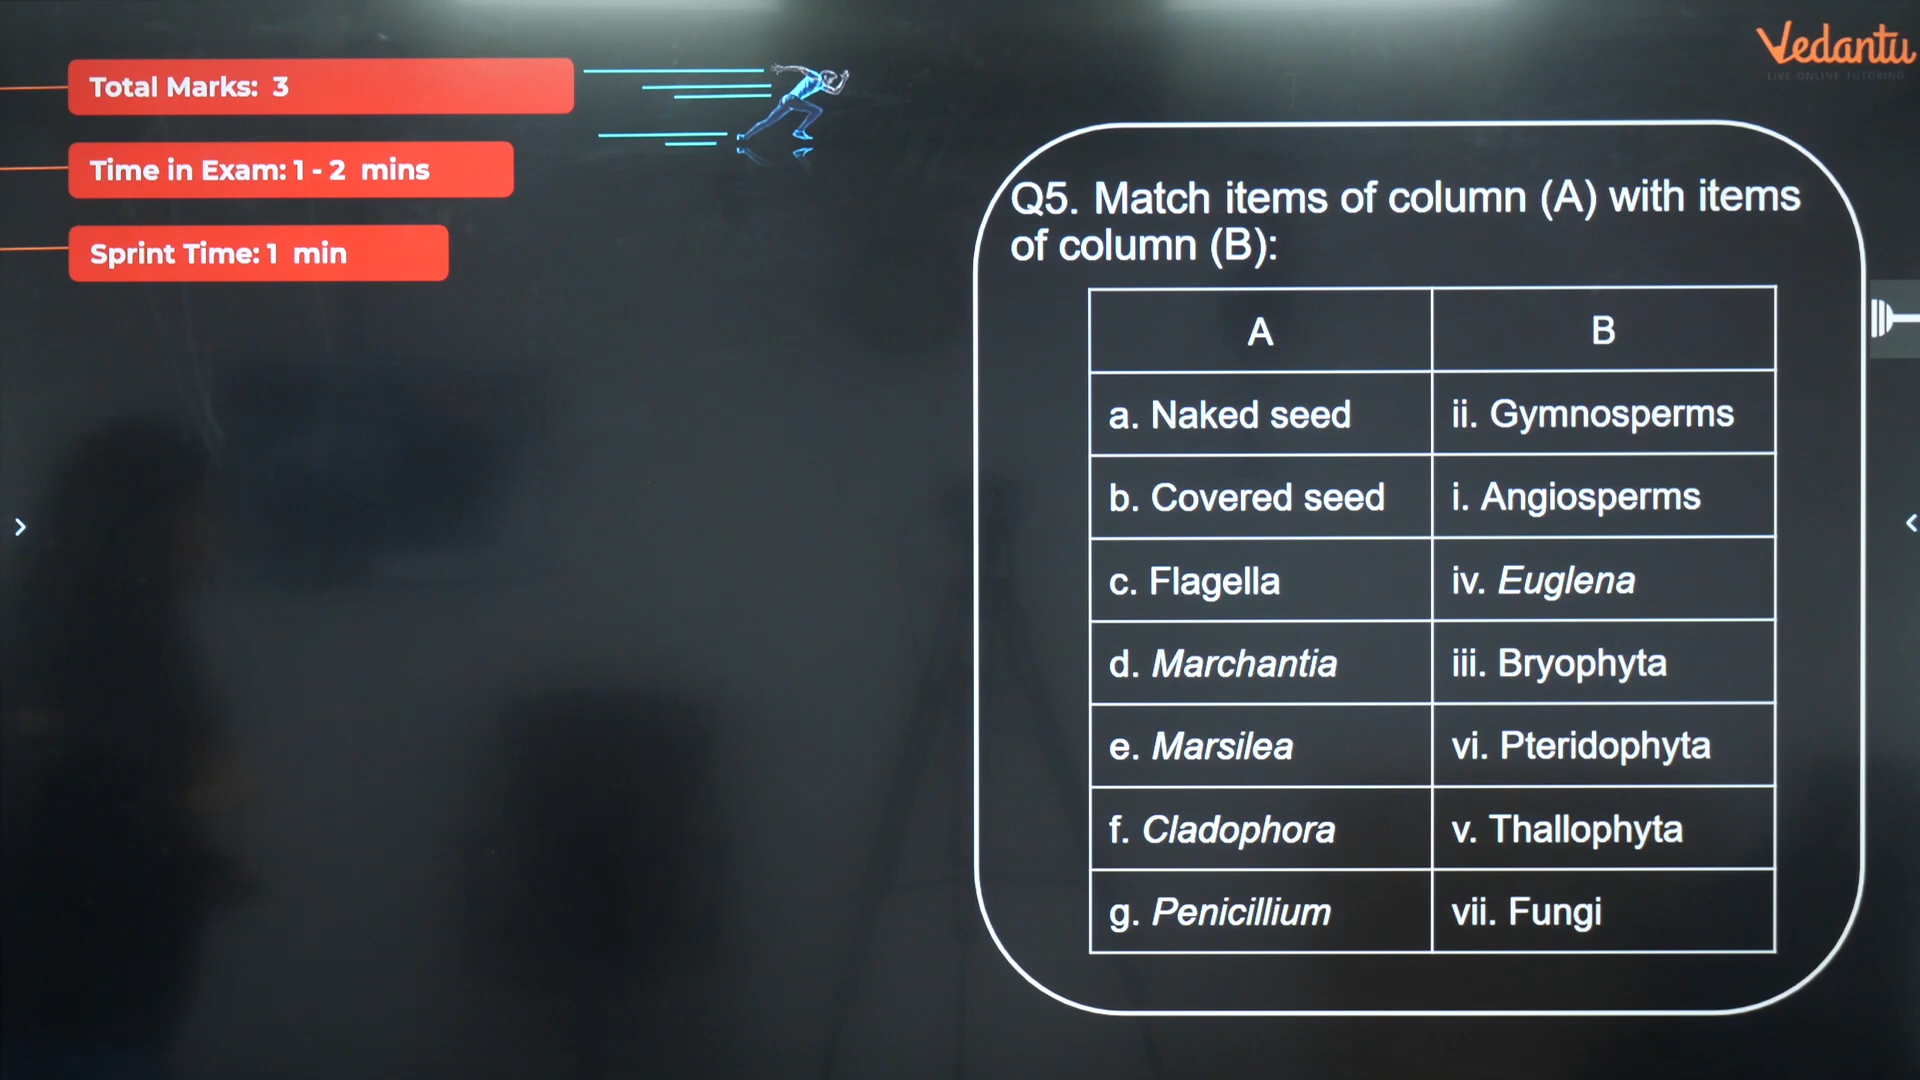 Total Marks: 3
Time in Exam: 1 - 2 mins
Sprint Time: 1 min
Vedantu
LIVE ONLINE TUTORING
Q5. Match items of column (A) with items
of column (B):
A B
a. Naked seed ii. Gymnosperms
b. Covered seed i. Angiosperms
c. Flagella iv. Euglena
d. Marchantia iii. Bryophyta
e. Marsilea vi. Pteridophyta
f. Cladophora v. Thallophyta
g. Penicillium vii. Fungi